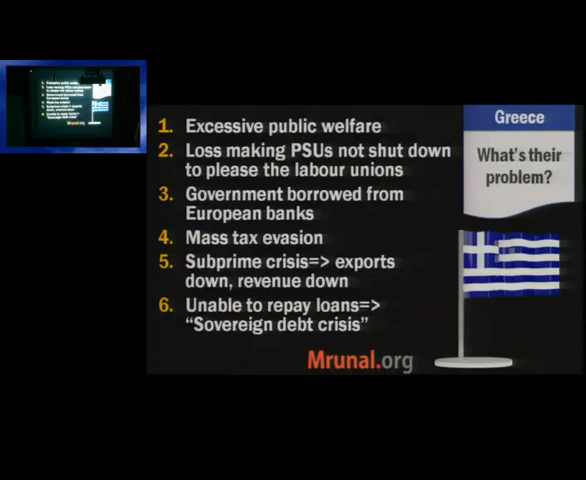 Greece
What's their
problem?
1. Excessive public welfare
2. Loss making PSUs not shut down
to please the labour unions
3. Government borrowed from
European banks
4. Mass tax evasion
5. Subprime crisis=> exports
down, revenue down
6. Unable to repay loans=>
"Sovereign debt crisis"
Mrunal.org